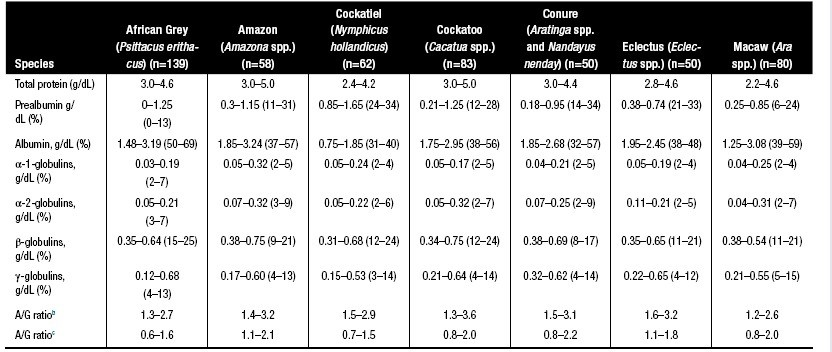 Species African Grey (Psittacus eritha-cus) (n=139) Amazon (Amazona spp.) (n=58) Cockatiel (Nymphicus hollandicus) (n=62) Cockatoo (Cacatua spp.) (n=83) Conure (Aratinga spp. and Nandayus nenday) (n=50) Eclectus (Eclec-tus spp.) (n=50) Macaw (Ara spp.) (n=80)
Total protein (g/dL) 3.0–4.6 3.0–5.0 2.4–4.2 3.0–5.0 3.0–4.4 2.8–4.6 2.2–4.6
Prealbumin g/dL (%) 0–1.25 (0–13) 0.3–1.15 (11–31) 0.85–1.65 (24–34) 0.21–1.25 (12–28) 0.18–0.95 (14–34) 0.38–0.74 (21–33) 0.25–0.85 (6–24)
Albumin, g/dL (%) 1.48–3.19 (50–69) 1.85–3.24 (37–57) 0.75–1.85 (31–40) 1.75–2.95 (38–56) 1.85–2.68 (32–57) 1.95–2.45 (38–48) 1.25–3.08 (39–59)
α-1-globulins, g/dL (%) 0.03–0.19 (2–7) 0.05–0.32 (2–5) 0.05–0.24 (2–4) 0.05–0.17 (2–5) 0.04–0.21 (2–5) 0.05–0.19 (2–4) 0.04–0.25 (2–4)
α-2-globulins, g/dL (%) 0.05–0.21 (3–7) 0.07–0.32 (3–9) 0.05–0.22 (2–6) 0.05–0.32 (2–7) 0.07–0.25 (2–9) 0.11–0.21 (2–5) 0.04–0.31 (2–7)
β-globulins, g/dL (%) 0.35–0.64 (15–25) 0.38–0.75 (9–21) 0.31–0.68 (12–24) 0.34–0.75 (12–24) 0.38–0.69 (8–17) 0.35–0.65 (11–21) 0.38–0.54 (11–21)
γ-globulins, g/dL (%) 0.12–0.68 (4–13) 0.17–0.60 (4–13) 0.15–0.53 (3–14) 0.21–0.64 (4–14) 0.32–0.62 (4–14) 0.22–0.65 (4–12) 0.21–0.55 (5–15)
A/G ratioᵇ 1.3–2.7 1.4–3.2 1.5–2.9 1.3–3.6 1.5–3.1 1.6–3.2 1.2–2.6
A/G ratioᶜ 0.6–1.6 1.1–2.1 0.7–1.5 0.8–2.0 0.8–2.2 1.1–1.8 0.8–2.0